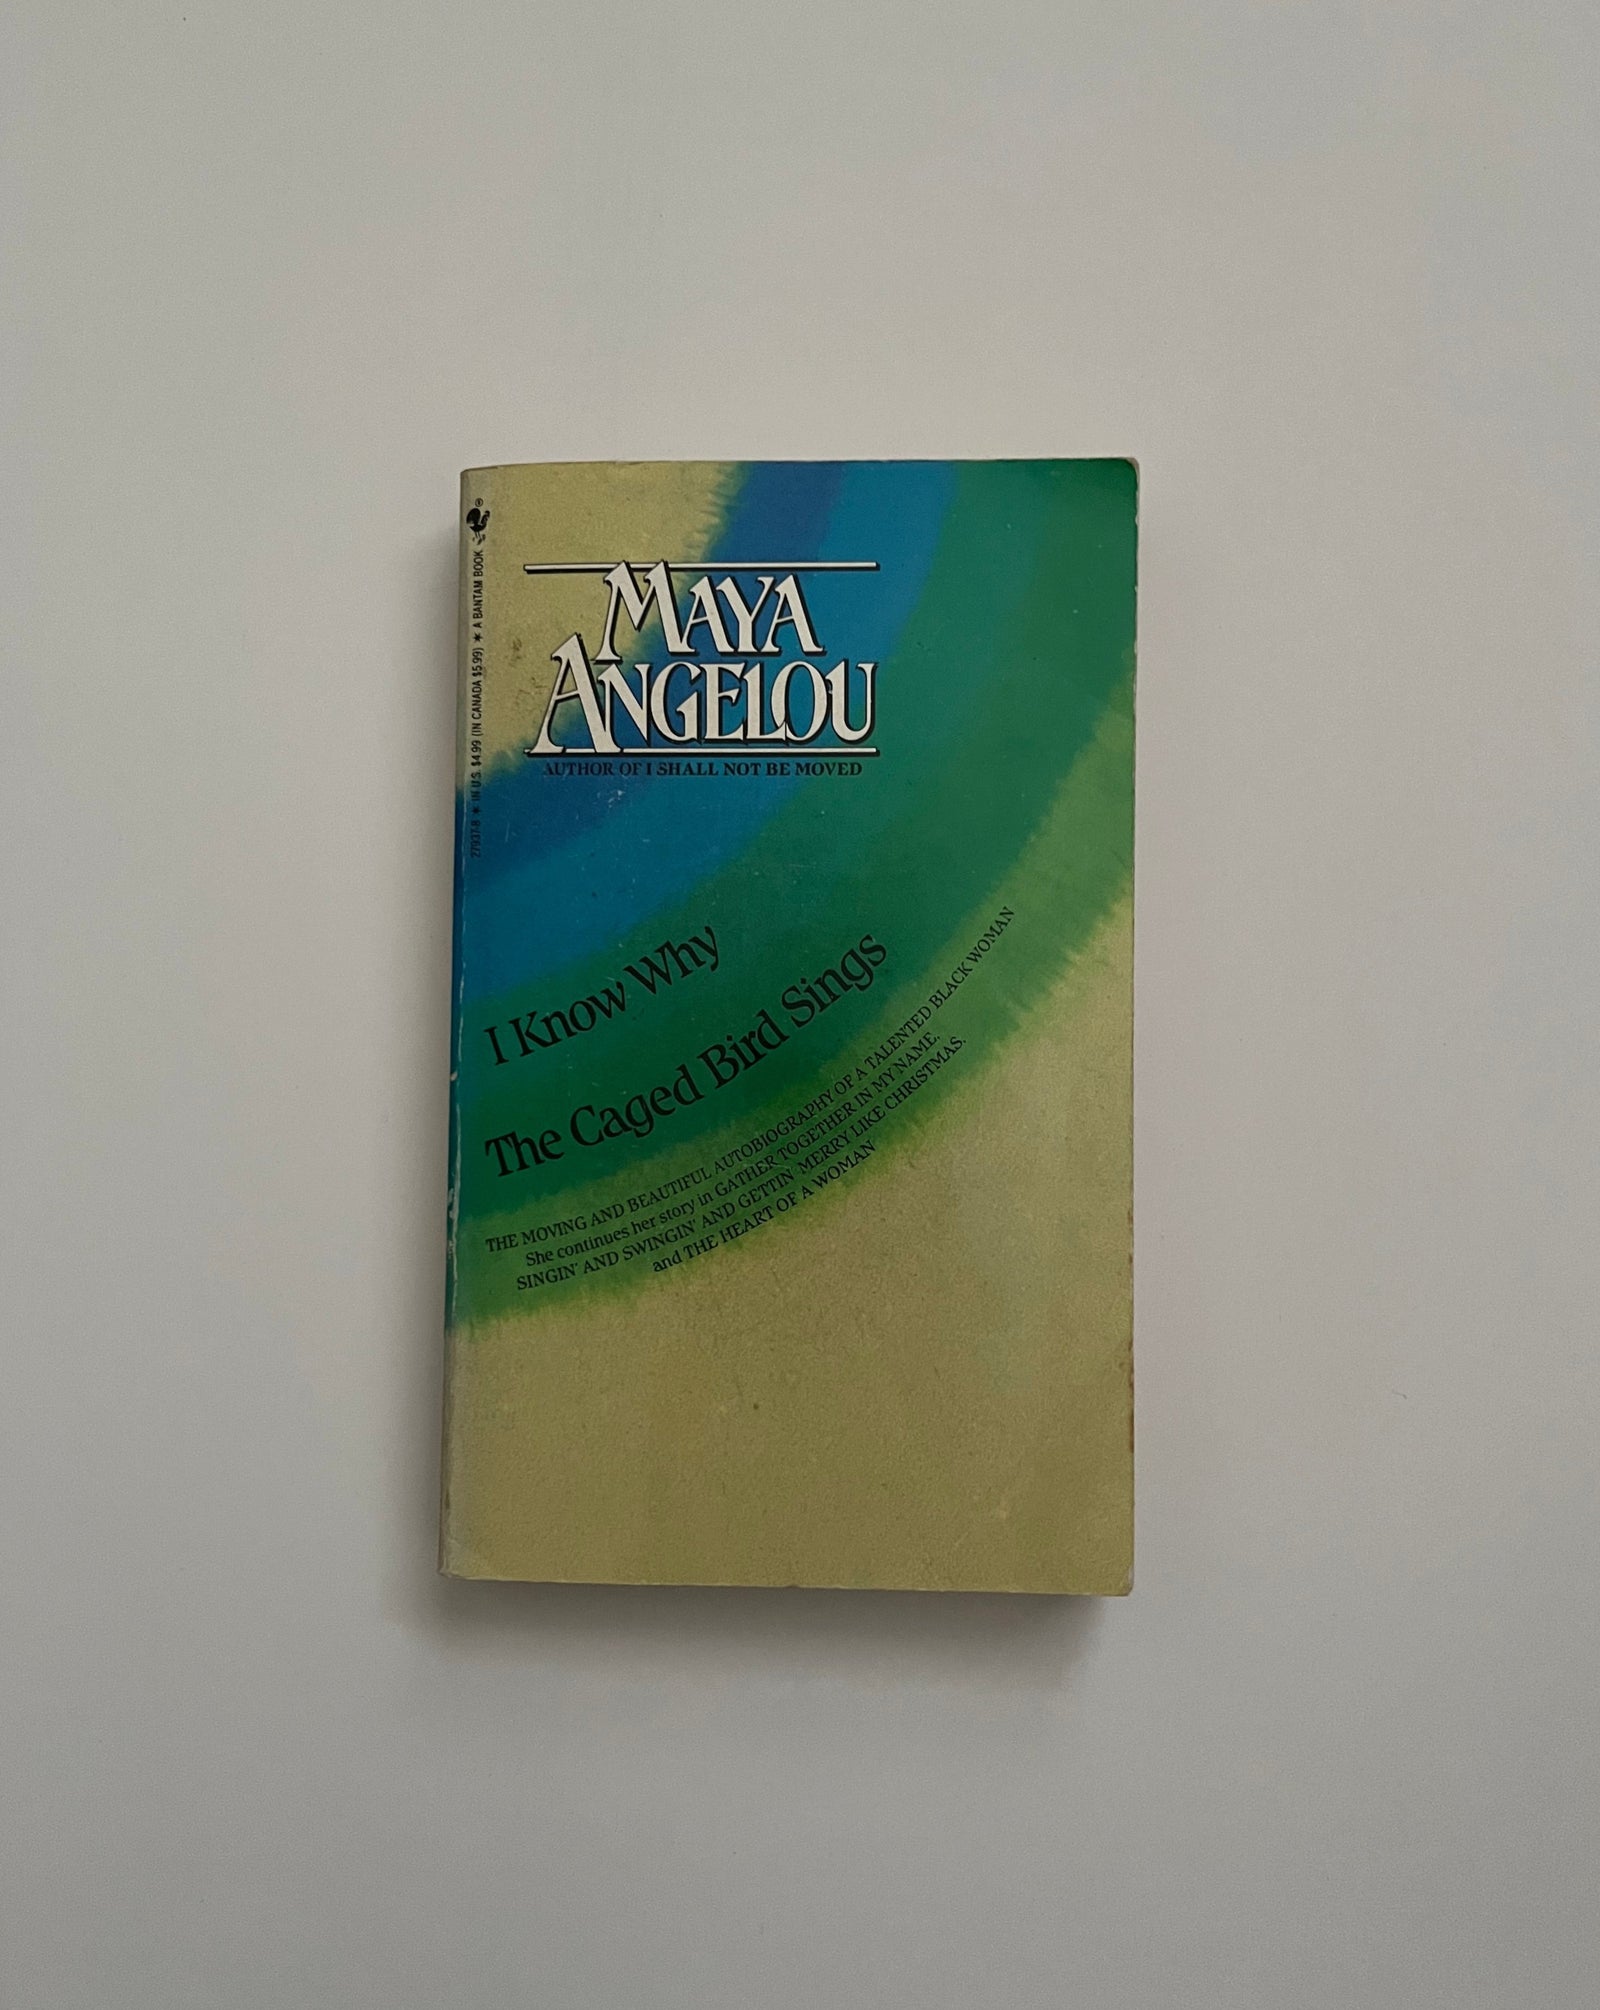 27937-8 * IN U.S. $4.99 (IN CANADA $5.99) * A BANTAM BOOK
MAYA
ANGELOU
AUTHOR OF I SHALL NOT BE MOVED
I Know Why
The Caged Bird Sings
THE MOVING AND BEAUTIFUL AUTOBIOGRAPHY OF A TALENTED BLACK WOMAN
She continues her story in GATHER TOGETHER IN MY NAME,
SINGIN' AND SWINGIN' AND GETTIN' MERRY LIKE CHRISTMAS.
and THE HEART OF A WOMAN